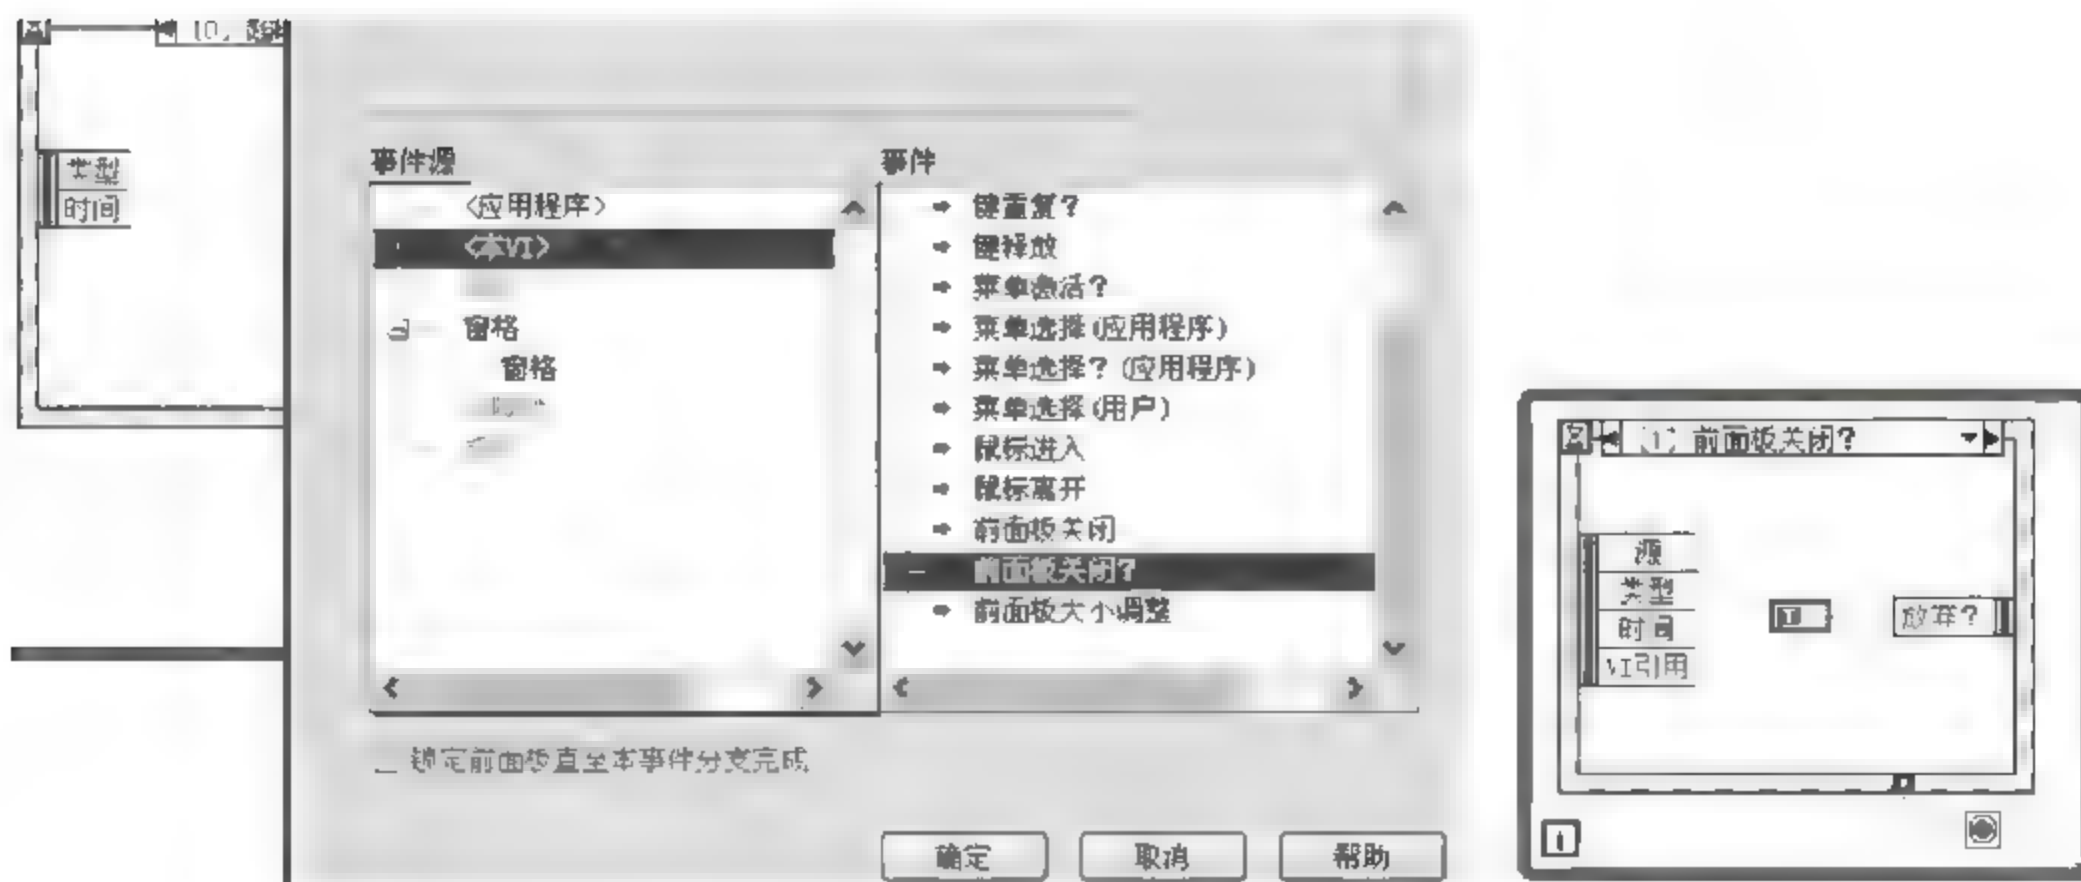 [0]
类型
时间
事件源
<应用程序>
<本VI>
窗格
窗格
事件
键重复?
键释放
菜单激活?
菜单选择(应用程序)
菜单选择?(应用程序)
菜单选择(用户)
鼠标进入
鼠标离开
前面板关闭
前面板关闭?
前面板大小调整
锁定前面板直至本事件分支完成
确定
取消
帮助
[1] 前面板关闭?
源
类型
时间
VI引用
T
放弃?
i